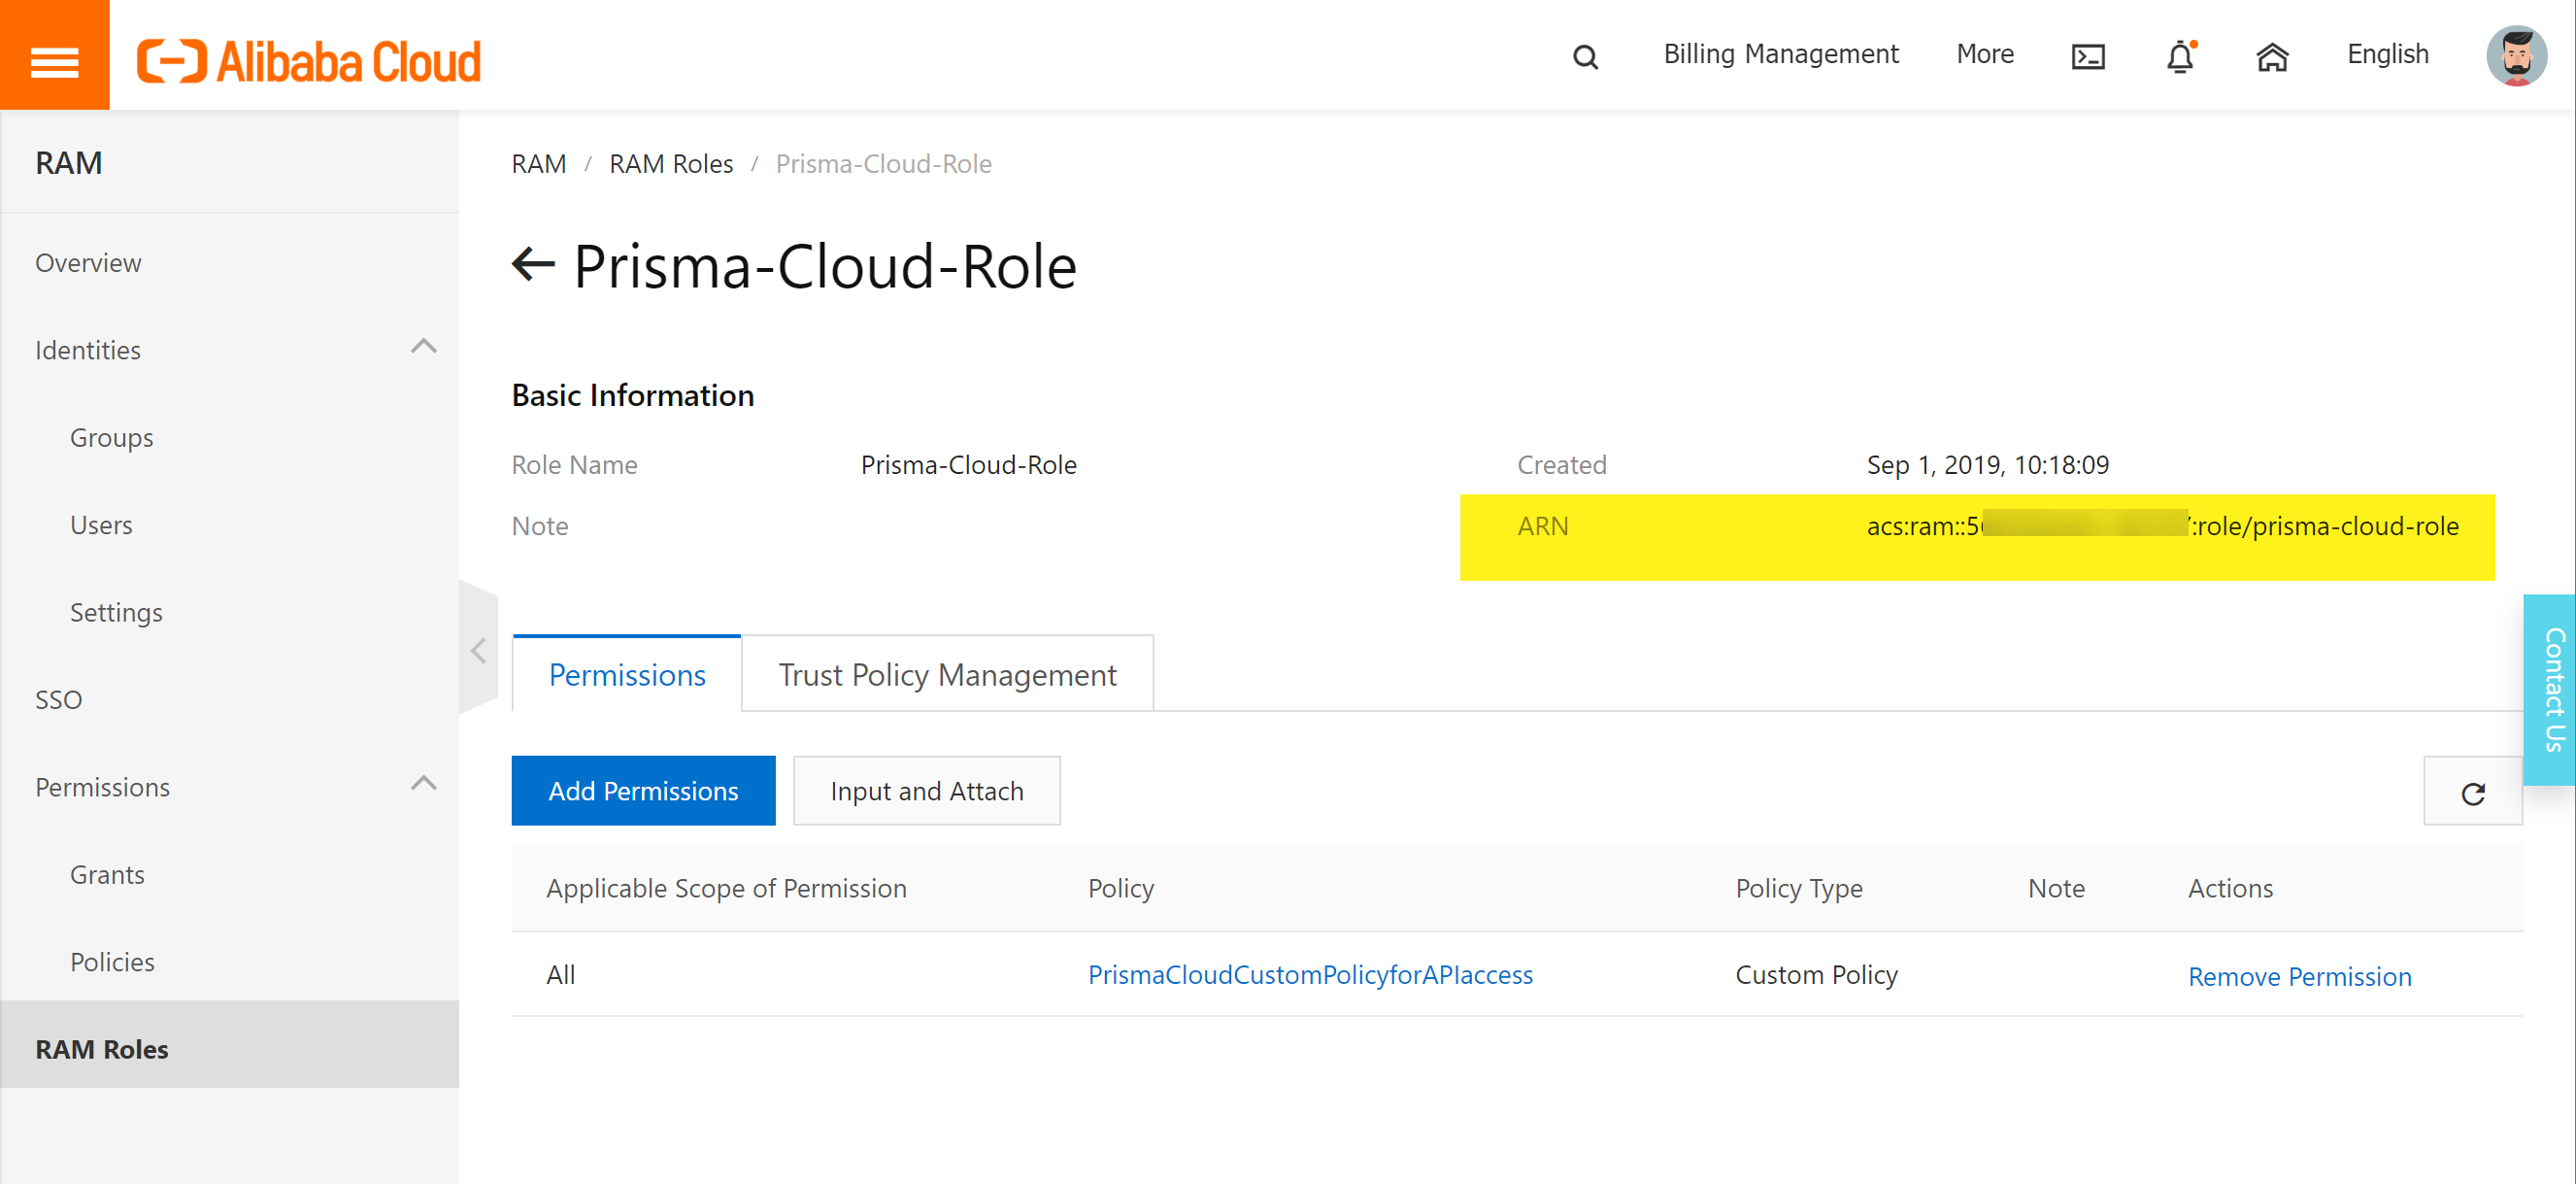 Alibaba Cloud
Billing Management
More
English
RAM
Overview
Identities
Groups
Users
Settings
SSO
Permissions
Grants
Policies
RAM Roles
RAM / RAM Roles / Prisma-Cloud-Role
Prisma-Cloud-Role
Basic Information
Role Name Prisma-Cloud-Role Created Sep 1, 2019, 10:18:09
Note ARN acs:ram::5 :role/prisma-cloud-role
Permissions Trust Policy Management
Contact Us
Add Permissions Input and Attach
Applicable Scope of Permission Policy Policy Type Note Actions
All PrismaCloudCustomPolicyforAPIaccess Custom Policy Remove Permission